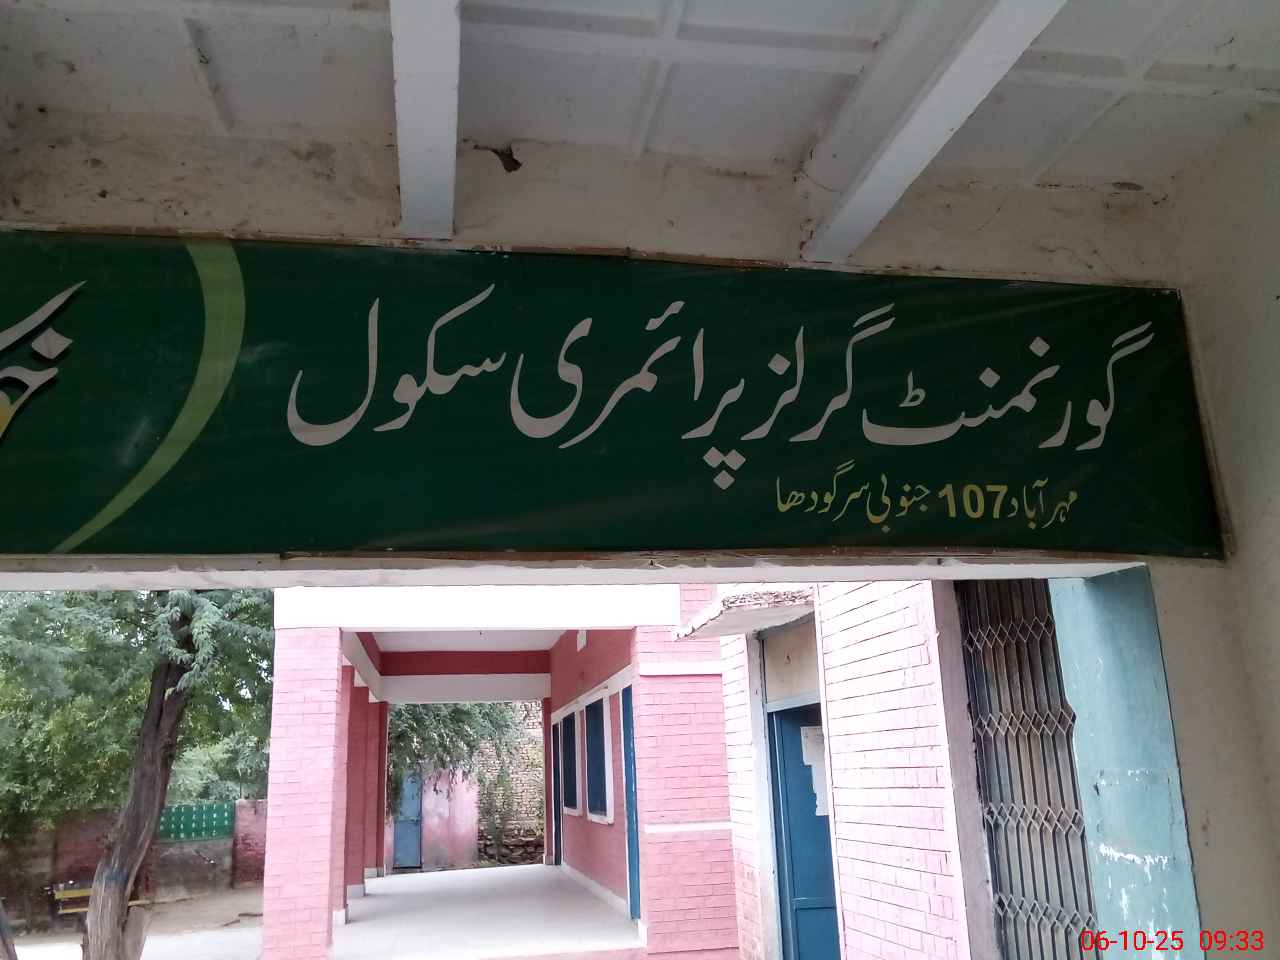 گورنمنٹ گرلز پرائمری سکول
مہر آباد 107 جنوبی سرگودھا
06-10-25 09:33